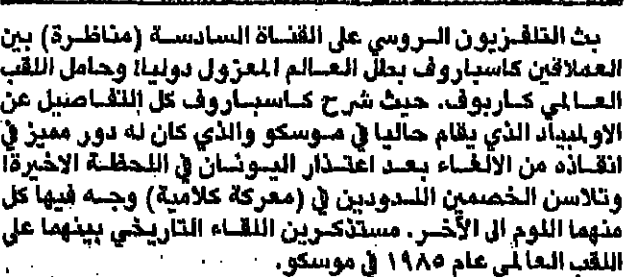 بث التلفزيون الروسي على القناة السادسة (مناظرة) بين
العملاقين كاسباروف بطل العالم المعزول دوليا! وحامل اللقب
العالمي كاربوف. حيث شرح كاسباروف كل التفاصيل عن
الاولمبياد الذي يقام حاليا في موسكو والذي كان له دور مميز في
انقاذه من الالغاء بعد اعتذار اليونان في اللحظة الاخيرة!
وتلاسن الخصمين اللدودين في (معركة كلامية) وجه فيها كل
منهما اللوم الى الآخر. مستذكرين اللقاء التاريخي بينهما على
اللقب العالمي عام ١٩٨٥ في موسكو.